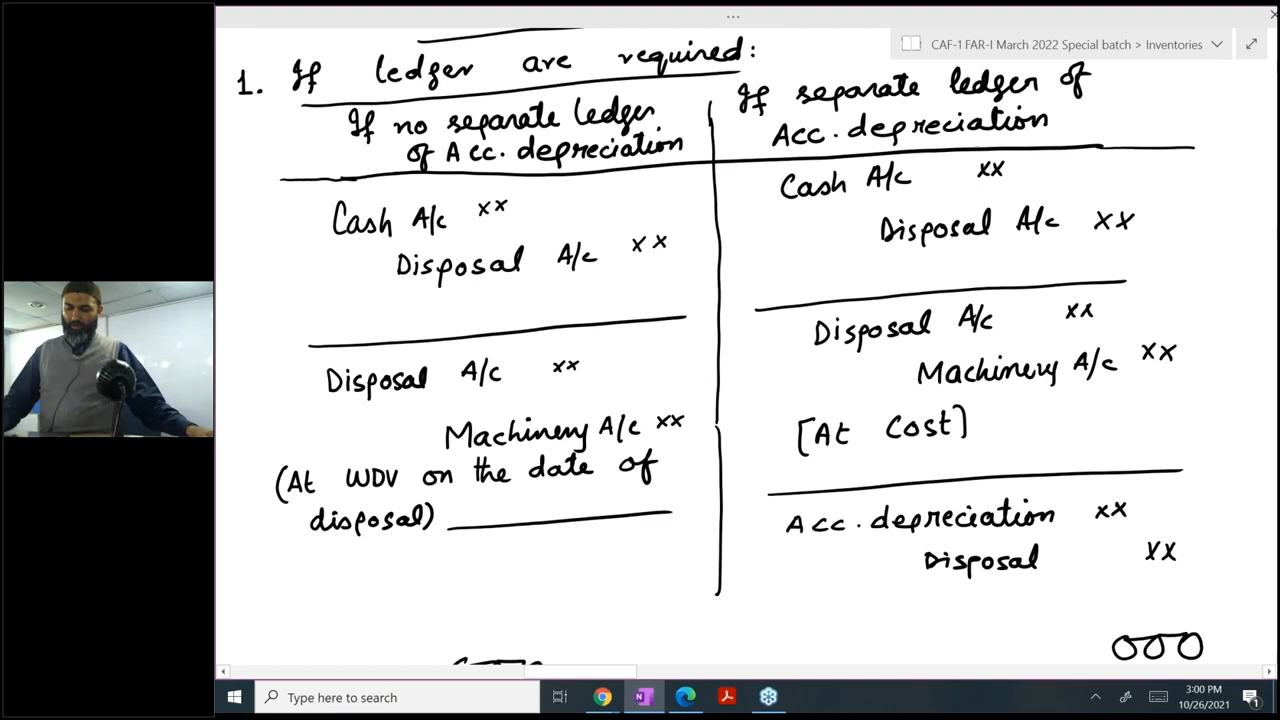 CAF-1 FAR-I March 2022 Special batch > Inventories
1. If ledger are required:
If no separate ledger
of Acc. depreciation
Cash A/c xx
Disposal A/c xx
Disposal A/c xx
Machinery A/c xx
(At WDV on the date of
disposal)
If separate ledger of
Acc. depreciation
Cash A/c xx
Disposal A/c xx
Disposal A/c xx
Machinery A/c xx
[At Cost]
Acc. depreciation xx
Disposal xx
Type here to search
3:00 PM
10/26/2021
1